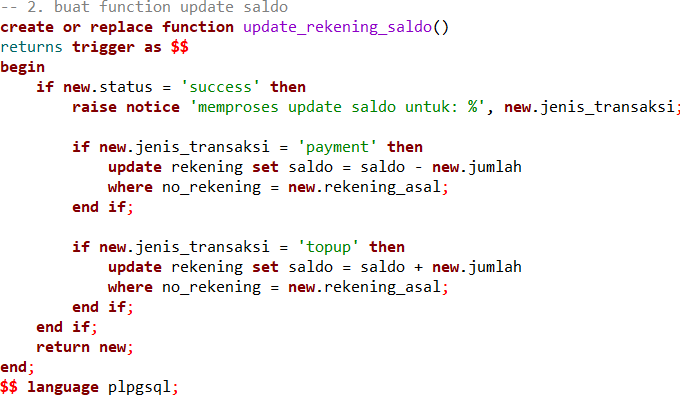 -- 2. buat function update saldo
create or replace function update_rekening_saldo()
returns trigger as $$
begin
    if new.status = 'success' then
        raise notice 'memproses update saldo untuk: %', new.jenis_transaksi;

        if new.jenis_transaksi = 'payment' then
            update rekening set saldo = saldo - new.jumlah
            where no_rekening = new.rekening_asal;
        end if;

        if new.jenis_transaksi = 'topup' then
            update rekening set saldo = saldo + new.jumlah
            where no_rekening = new.rekening_asal;
        end if;
    end if;
    return new;
end;
$$ language plpgsql;